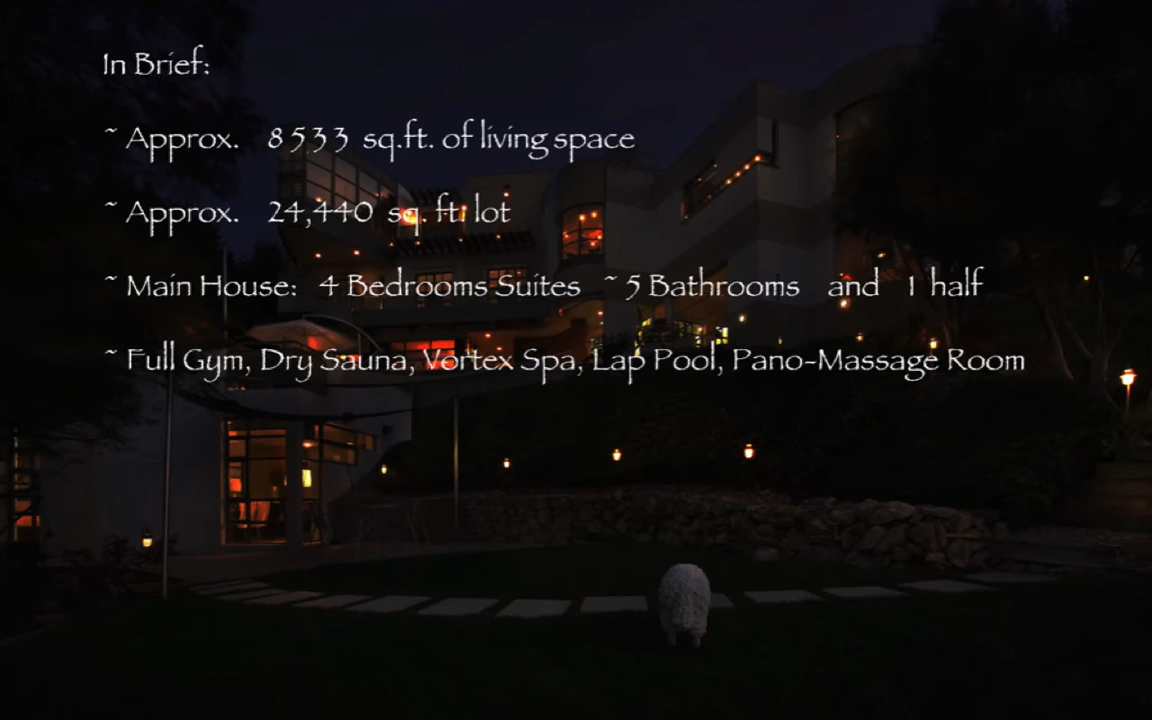 In Brief:
~ Approx. 8533 sq.ft. of living space
~ Approx. 24,440 sq. ft. lot
~ Main House: 4 Bedrooms Suites ~ 5 Bathrooms and 1 half
~ Full Gym, Dry Sauna, Vortex Spa, Lap Pool, Pano-Massage Room